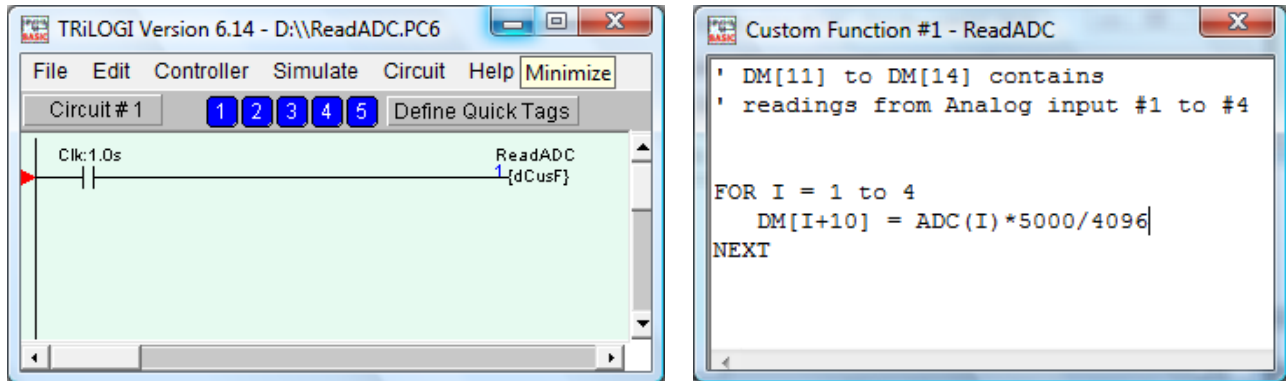 TRiLOGI Version 6.14 - D:\\ReadADC.PC6
File Edit Controller Simulate Circuit Help Minimize
Circuit # 1 1 2 3 4 5 Define Quick Tags
Clk:1.0s ReadADC
1 {dCusF}
Custom Function #1 - ReadADC
' DM[11] to DM[14] contains
' readings from Analog input #1 to #4
FOR I = 1 to 4
DM[I+10] = ADC(I)*5000/4096
NEXT